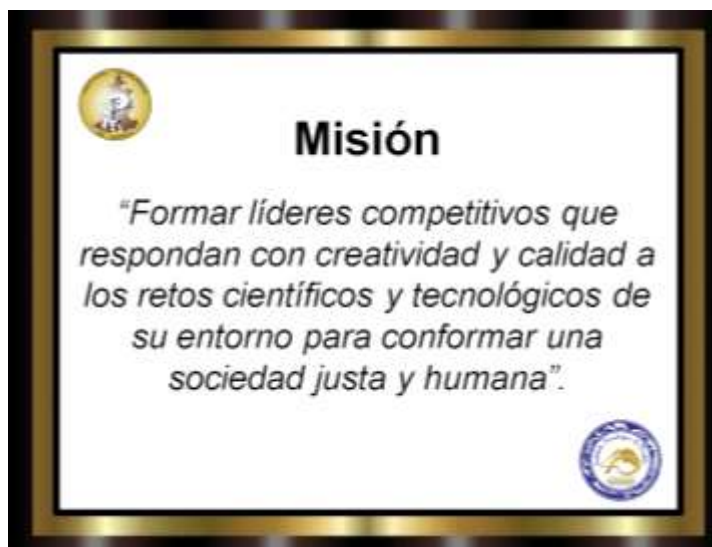 Misión
“Formar líderes competitivos que
respondan con creatividad y calidad a
los retos científicos y tecnológicos de
su entorno para conformar una
sociedad justa y humana”.